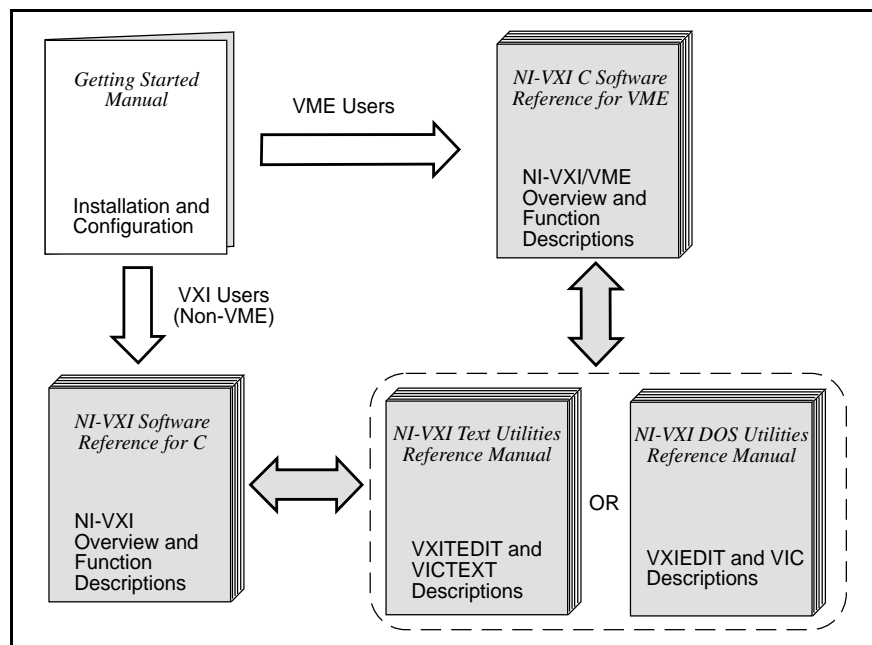 Getting Started
Manual
Installation and
Configuration
VME Users
NI-VXI C Software
Reference for VME
NI-VXI/VME
Overview and
Function
Descriptions
VXI Users
(Non-VME)
NI-VXI Software
Reference for C
NI-VXI
Overview and
Function
Descriptions
NI-VXI Text Utilities
Reference Manual
VXITEDIT and
VICTEXT
Descriptions
OR
NI-VXI DOS Utilities
Reference Manual
VXIEDIT and VIC
Descriptions